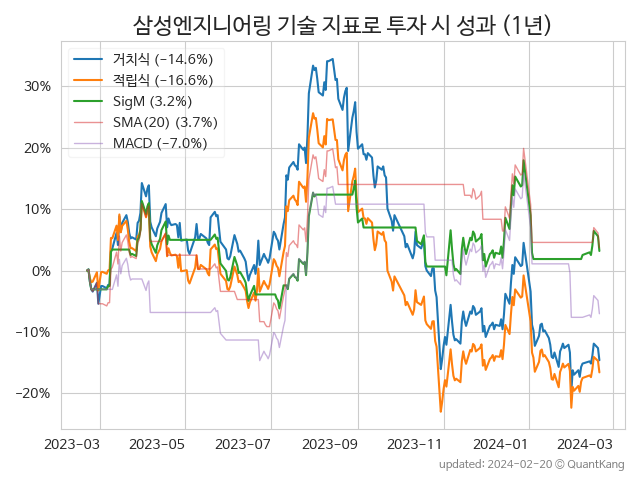 삼성엔지니어링 기술 지표로 투자 시 성과 (1년)
거치식 (−14.6%)
적립식 (−16.6%)
SigM (3.2%)
SMA(20) (3.7%)
MACD (−7.0%)
30%
20%
10%
0%
−10%
−20%
2023−03 2023−05 2023−07 2023−09 2023−11 2024−01 2024−03
updated: 2024−02−20 © QuantKang